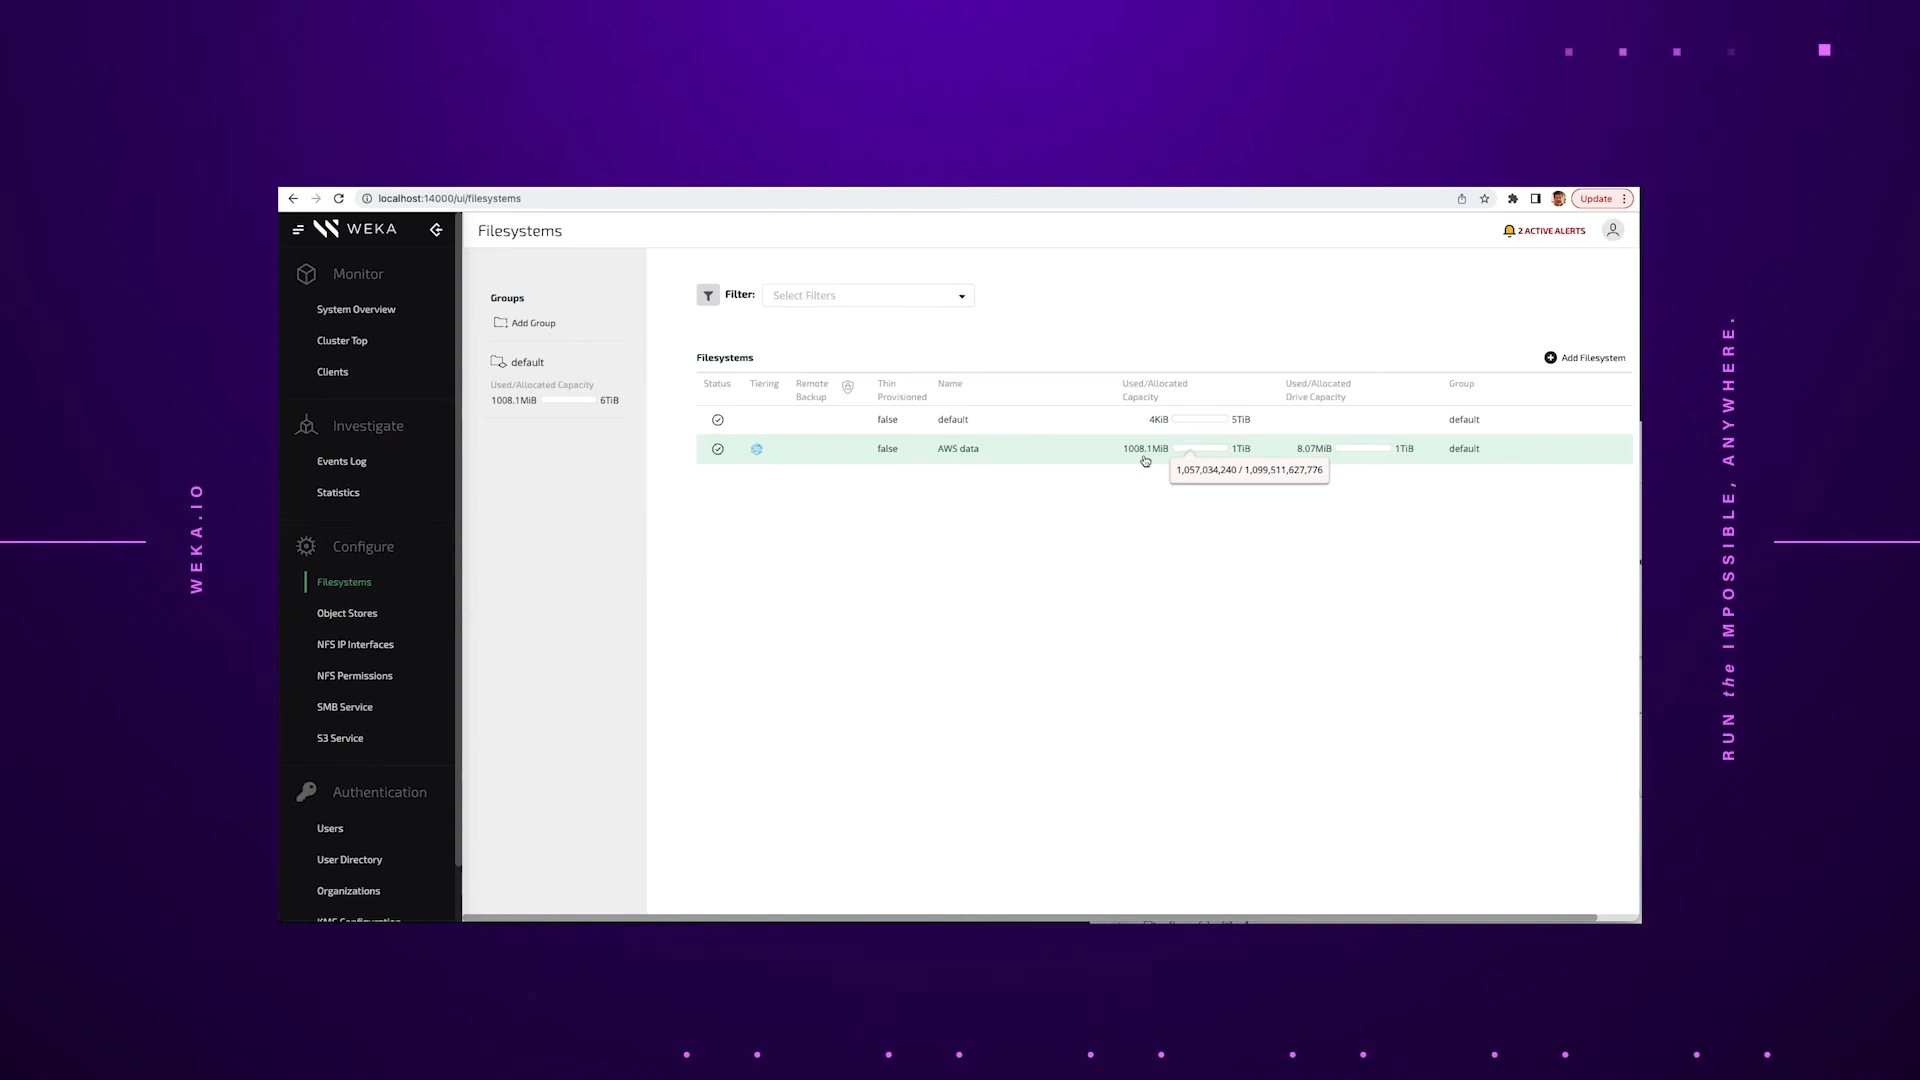 localhost:14000/ui/filesystems
Update
WEKA
Filesystems
2 ACTIVE ALERTS
Monitor
System Overview
Cluster Top
Clients
Investigate
Events Log
Statistics
Configure
Filesystems
Object Stores
NFS IP Interfaces
NFS Permissions
SMB Service
S3 Service
Authentication
Users
User Directory
Organizations
KMS Configuration
Groups
Add Group
default
Used/Allocated Capacity
1008.1MiB 6TiB
Filter: Select Filters
Filesystems
Add Filesystem
Status Tiering Remote Backup Thin Provisioned Name Used/Allocated Capacity Used/Allocated Drive Capacity Group
false default 4KiB 5TiB default
false AWS data 1008.1MiB 1TiB 8.07MiB 1TiB default
1,057,034,240 / 1,099,511,627,776
WEKA.IO
RUN the IMPOSSIBLE, ANYWHERE.